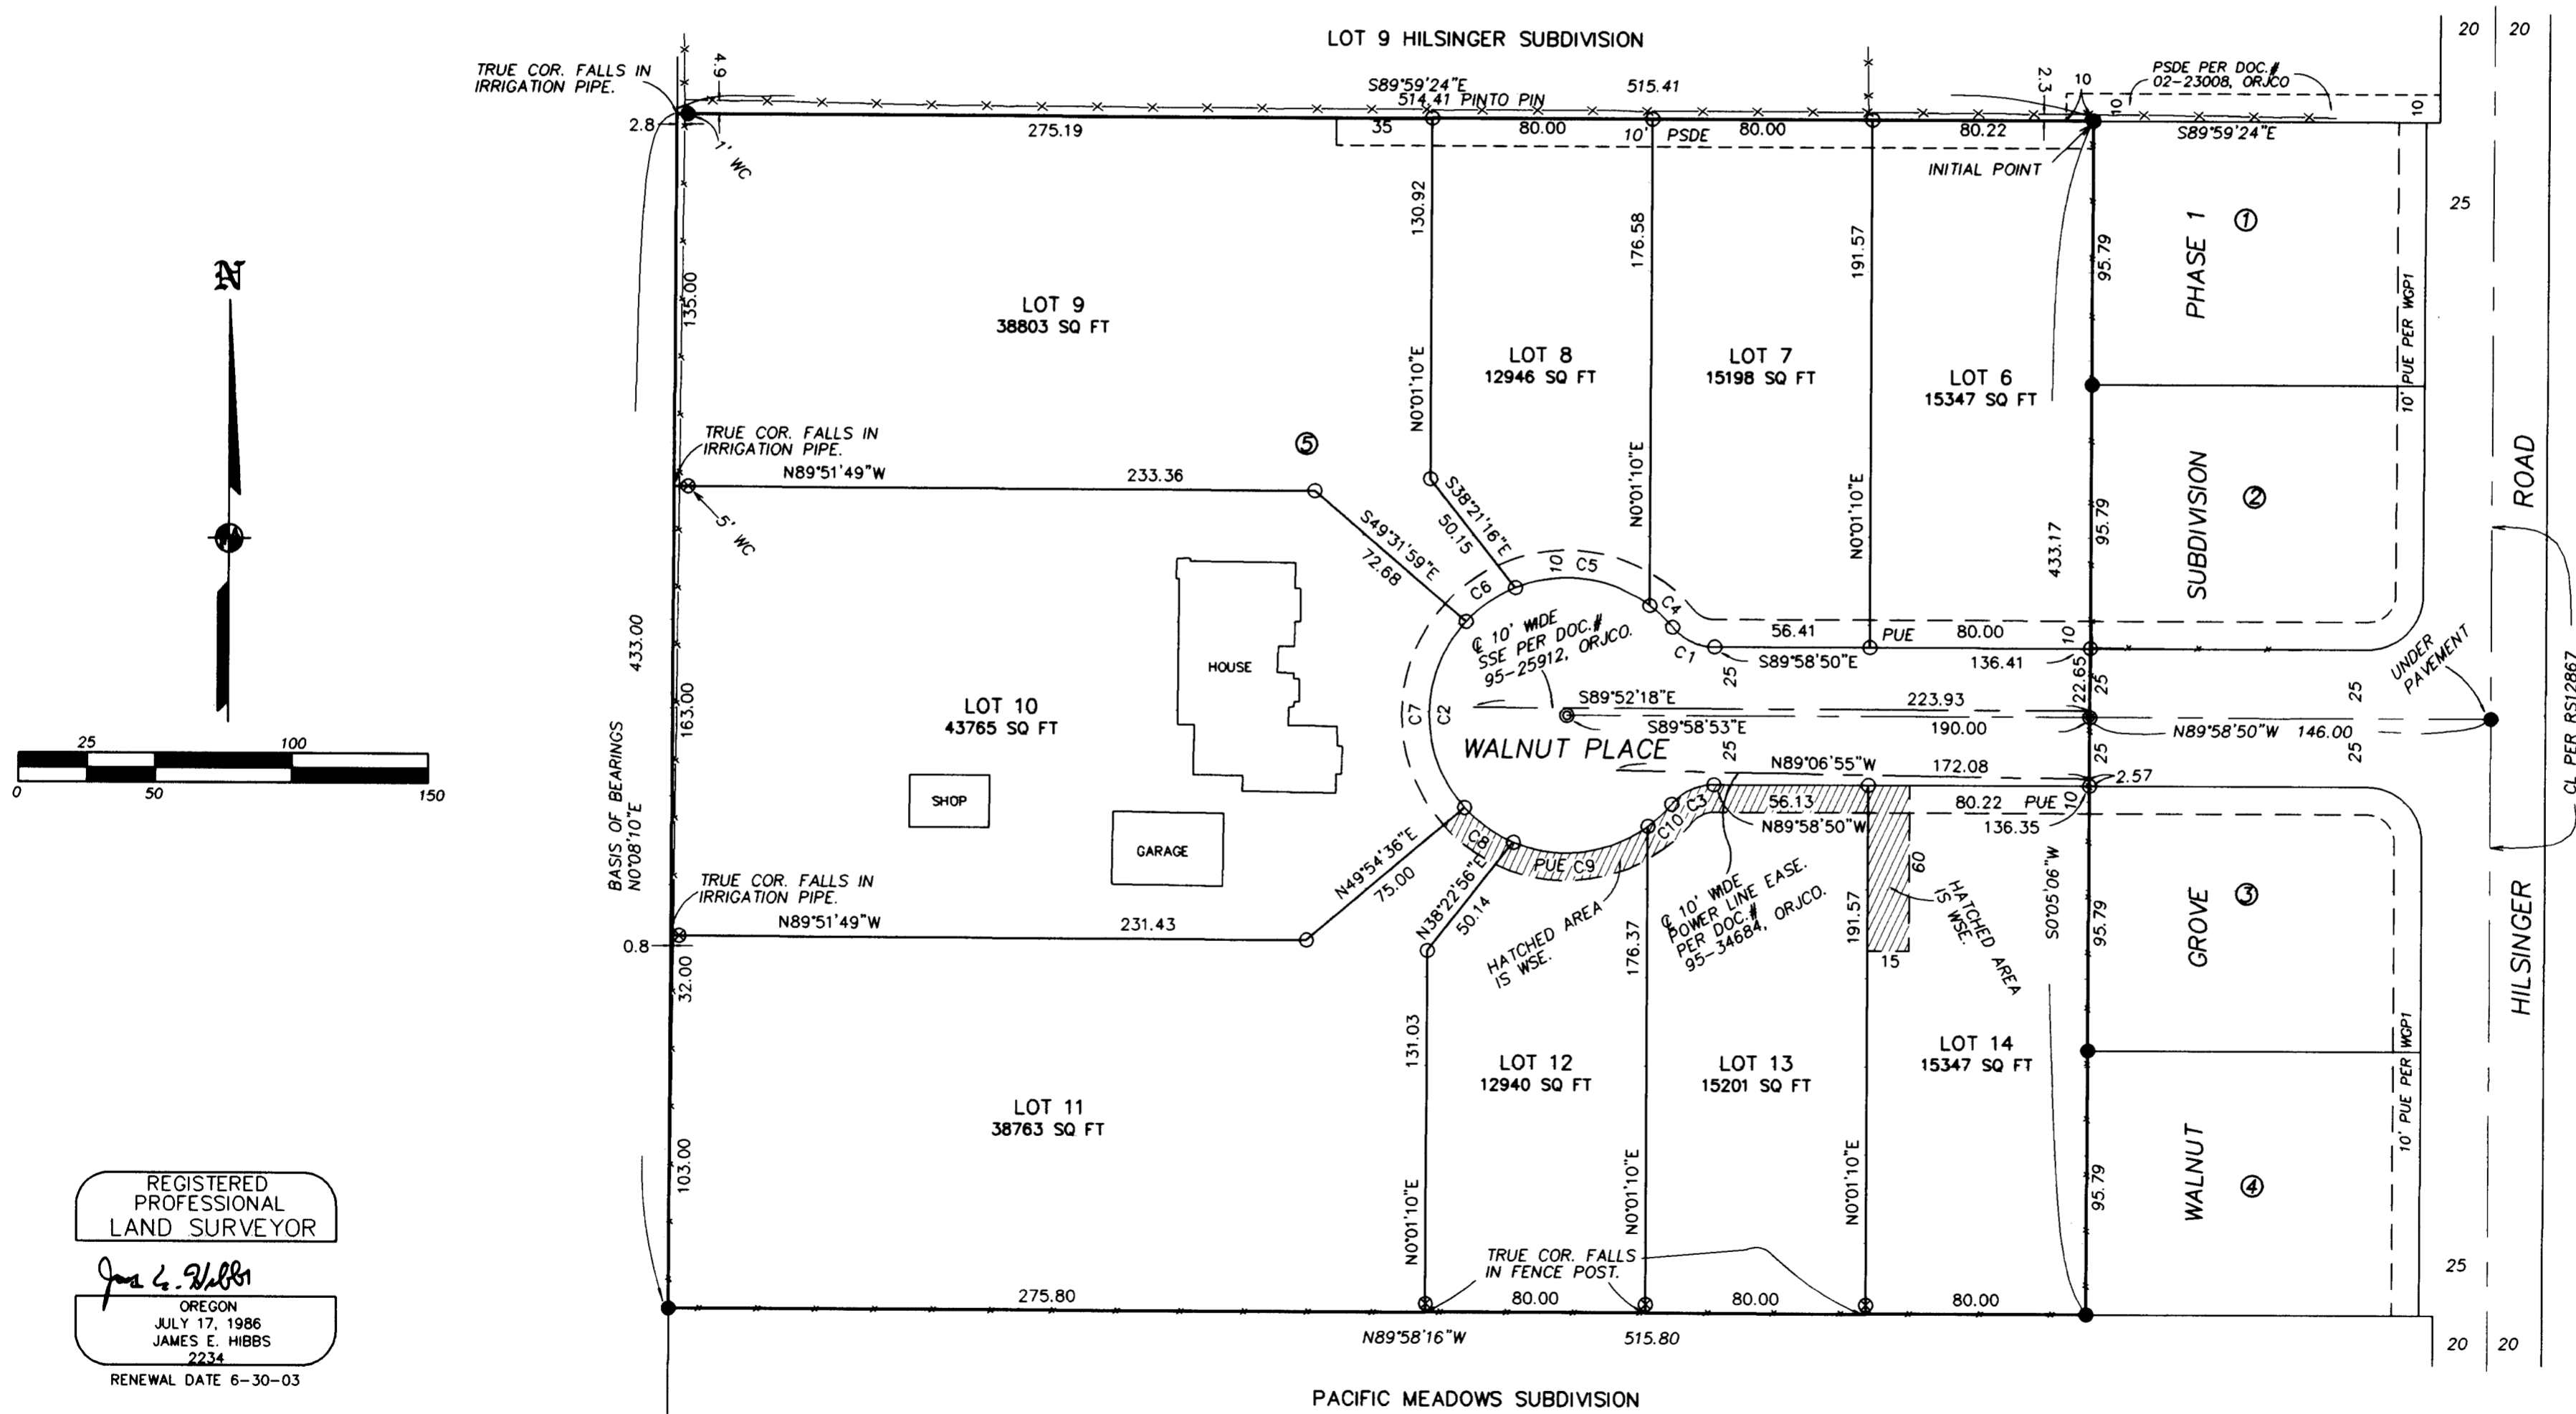 LOT 9 HILSINGER SUBDIVISION
20
20
TRUE COR. FALLS IN
IRRIGATION PIPE.
4.9
S89°59'24"E
515.41
514.41 PINTO PIN
2.3
10
PSDE PER DOC.#
02-23008, ORJCO
10
10
2.8
275.19
35
80.00
10' PSDE
80.00
80.22
S89°59'24"E
1' WC
INITIAL POINT
25
N
135.00
130.92
176.58
191.57
95.79
PHASE 1
1
10' PUE PER WGP1
LOT 9
38803 SQ FT
LOT 8
12946 SQ FT
LOT 7
15198 SQ FT
LOT 6
15347 SQ FT
N0°01'10"E
N0°01'10"E
N0°01'10"E
TRUE COR. FALLS IN
IRRIGATION PIPE.
5
N89°51'49"W
233.36
5' WC
S49°31'59"E
72.68
S38°21'16"E
50.15
433.17
95.79
SUBDIVISION
2
ROAD
10
C5
C6
C4
C1
56.41
PUE
80.00
10
S89°58'50"E
136.41
25
22.65
25
25
UNDER
PAVEMENT
CL PER RS12867
℄ 10' WIDE
SSE PER DOC.#
95-25912, ORJCO.
S89°52'18"E
223.93
S89°58'53"E
190.00
N89°58'50"W
146.00
WALNUT PLACE
C7
C2
HOUSE
LOT 10
43765 SQ FT
SHOP
GARAGE
433.00
163.00
BASIS OF BEARINGS
N0°08'10"E
25
100
0
50
150
25
N89°06'55"W
172.08
2.57
25
25
C3
56.13
80.22
PUE
10
N89°58'50"W
136.35
C10
C8
PUE C9
N49°54'36"E
75.00
N38°22'56"E
50.14
HATCHED AREA
IS WSE.
℄ 10' WIDE
POWER LINE EASE.
PER DOC.#
95-34684, ORJCO.
60
15
HATCHED AREA
IS WSE.
S0°05'06"W
95.79
GROVE
3
HILSINGER
TRUE COR. FALLS IN
IRRIGATION PIPE.
N89°51'49"W
231.43
0.8
32.00
176.37
191.57
131.03
LOT 12
12940 SQ FT
LOT 13
15201 SQ FT
LOT 14
15347 SQ FT
LOT 11
38763 SQ FT
103.00
N0°01'10"E
N0°01'10"E
N0°01'10"E
95.79
WALNUT
4
10' PUE PER WGP1
25
TRUE COR. FALLS
IN FENCE POST.
275.80
80.00
80.00
80.00
N89°58'16"W
515.80
20
20
PACIFIC MEADOWS SUBDIVISION
REGISTERED
PROFESSIONAL
LAND SURVEYOR
James E. Hibbs
OREGON
JULY 17, 1986
JAMES E. HIBBS
2234
RENEWAL DATE 6-30-03